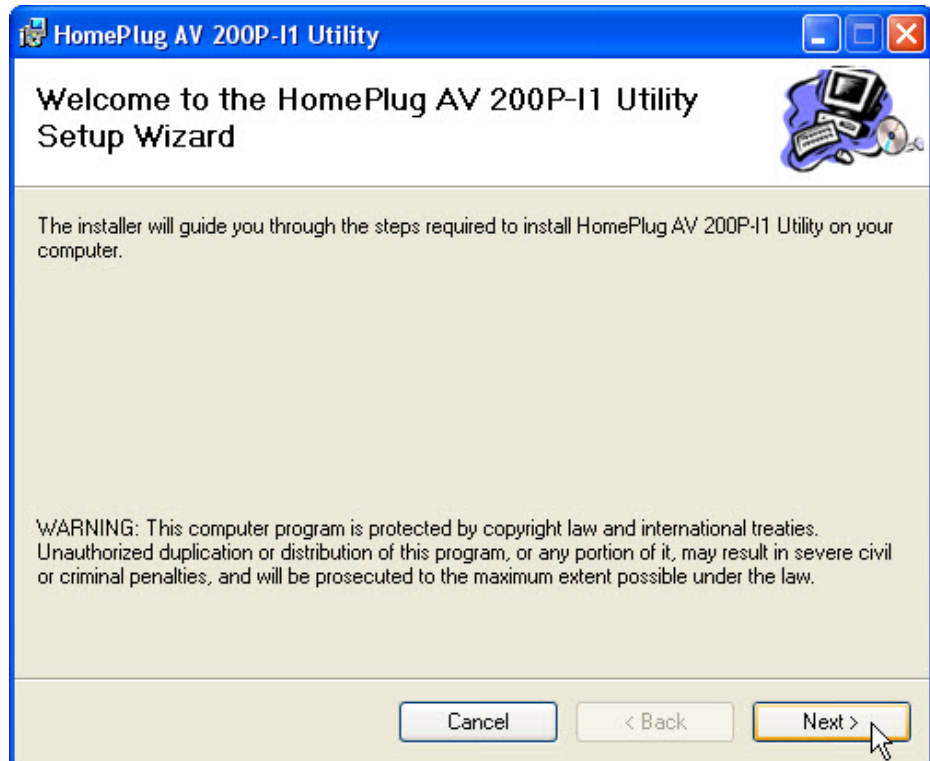 HomePlug AV 200P-I1 Utility
Welcome to the HomePlug AV 200P-I1 Utility
Setup Wizard
The installer will guide you through the steps required to install HomePlug AV 200P-I1 Utility on your
computer.
WARNING: This computer program is protected by copyright law and international treaties.
Unauthorized duplication or distribution of this program, or any portion of it, may result in severe civil
or criminal penalties, and will be prosecuted to the maximum extent possible under the law.
Cancel
< Back
Next >